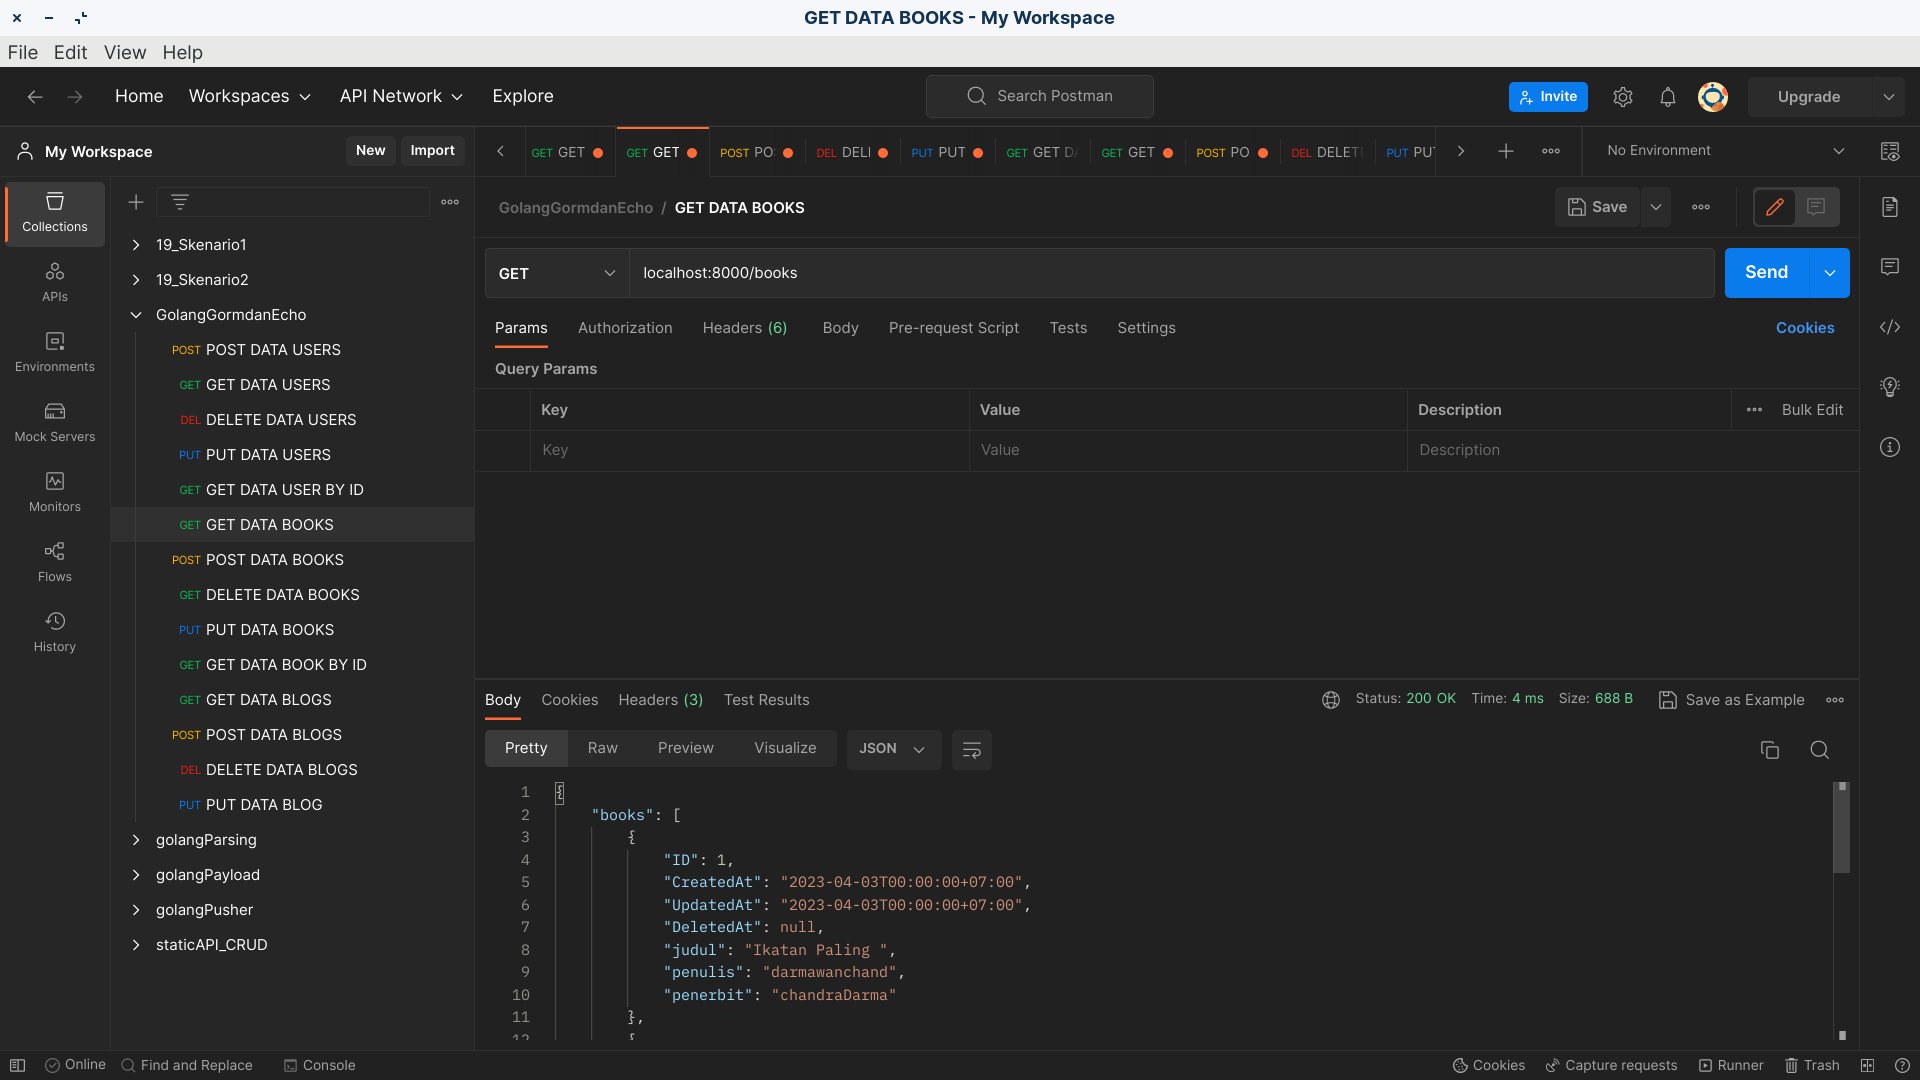 GET DATA BOOKS - My Workspace
File Edit View Help
Home Workspaces API Network Explore Search Postman Invite Upgrade
My Workspace New Import
GET GET GET GET POST PO DEL DELI PUT PUT GET GET DA GET GET POST PO DEL DELET PUT PUT No Environment
Collections
APIs
Environments
Mock Servers
Monitors
Flows
History
19_Skenario1
19_Skenario2
GolangGormdanEcho
POST POST DATA USERS
GET GET DATA USERS
DEL DELETE DATA USERS
PUT PUT DATA USERS
GET GET DATA USER BY ID
GET GET DATA BOOKS
POST POST DATA BOOKS
GET DELETE DATA BOOKS
PUT PUT DATA BOOKS
GET GET DATA BOOK BY ID
GET GET DATA BLOGS
POST POST DATA BLOGS
DEL DELETE DATA BLOGS
PUT PUT DATA BLOG
golangParsing
golangPayload
golangPusher
staticAPI_CRUD
GolangGormdanEcho / GET DATA BOOKS Save
GET localhost:8000/books Send
Params Authorization Headers (6) Body Pre-request Script Tests Settings Cookies
Query Params
Key Value Description Bulk Edit
Key Value Description
Body Cookies Headers (3) Test Results Status: 200 OK Time: 4 ms Size: 688 B Save as Example
Pretty Raw Preview Visualize JSON
1 {
2 "books": [
3 {
4 "ID": 1,
5 "CreatedAt": "2023-04-03T00:00:00+07:00",
6 "UpdatedAt": "2023-04-03T00:00:00+07:00",
7 "DeletedAt": null,
8 "judul": "Ikatan Paling ",
9 "penulis": "darmawanchand",
10 "penerbit": "chandraDarma"
11 },
12 {
Online Find and Replace Console Cookies Capture requests Runner Trash